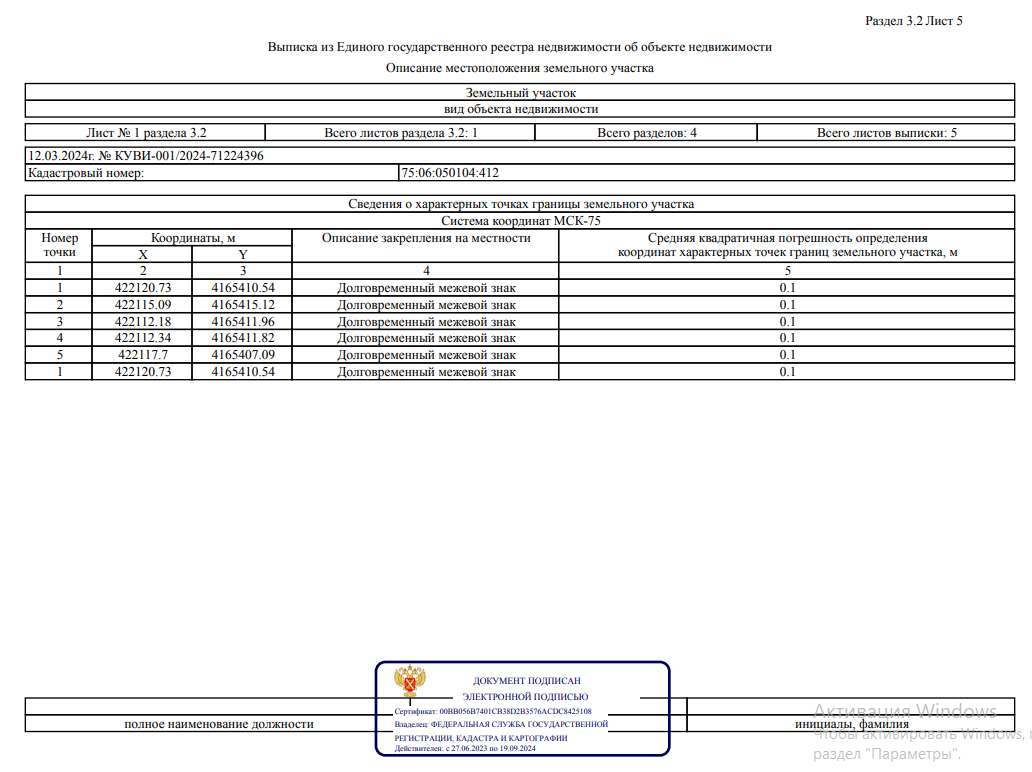 Раздел 3.2 Лист 5
Выписка из Единого государственного реестра недвижимости об объекте недвижимости
Описание местоположения земельного участка
Земельный участок
вид объекта недвижимости
Лист № 1 раздела 3.2 Всего листов раздела 3.2: 1 Всего разделов: 4 Всего листов выписки: 5
12.03.2024г. № КУВИ-001/2024-71224396
Кадастровый номер: 75:06:050104:412
Сведения о характерных точках границы земельного участка
Система координат МСК-75
Номер точки Координаты, м Описание закрепления на местности Средняя квадратичная погрешность определения координат характерных точек границ земельного участка, м
X Y
1 2 3 4 5
1 422120.73 4165410.54 Долговременный межевой знак 0.1
2 422115.09 4165415.12 Долговременный межевой знак 0.1
3 422112.18 4165411.96 Долговременный межевой знак 0.1
4 422112.34 4165411.82 Долговременный межевой знак 0.1
5 422117.7 4165407.09 Долговременный межевой знак 0.1
1 422120.73 4165410.54 Долговременный межевой знак 0.1
ДОКУМЕНТ ПОДПИСАН
ЭЛЕКТРОННОЙ ПОДПИСЬЮ
Сертификат: 00BB056B7401CB38D2B3576ACDC8425108
Владелец: ФЕДЕРАЛЬНАЯ СЛУЖБА ГОСУДАРСТВЕННОЙ
РЕГИСТРАЦИИ, КАДАСТРА И КАРТОГРАФИИ
Действителен: с 27.06.2023 по 19.09.2024
полное наименование должности инициалы, фамилия
Активация Windows
Чтобы активировать Windows,
раздел "Параметры".